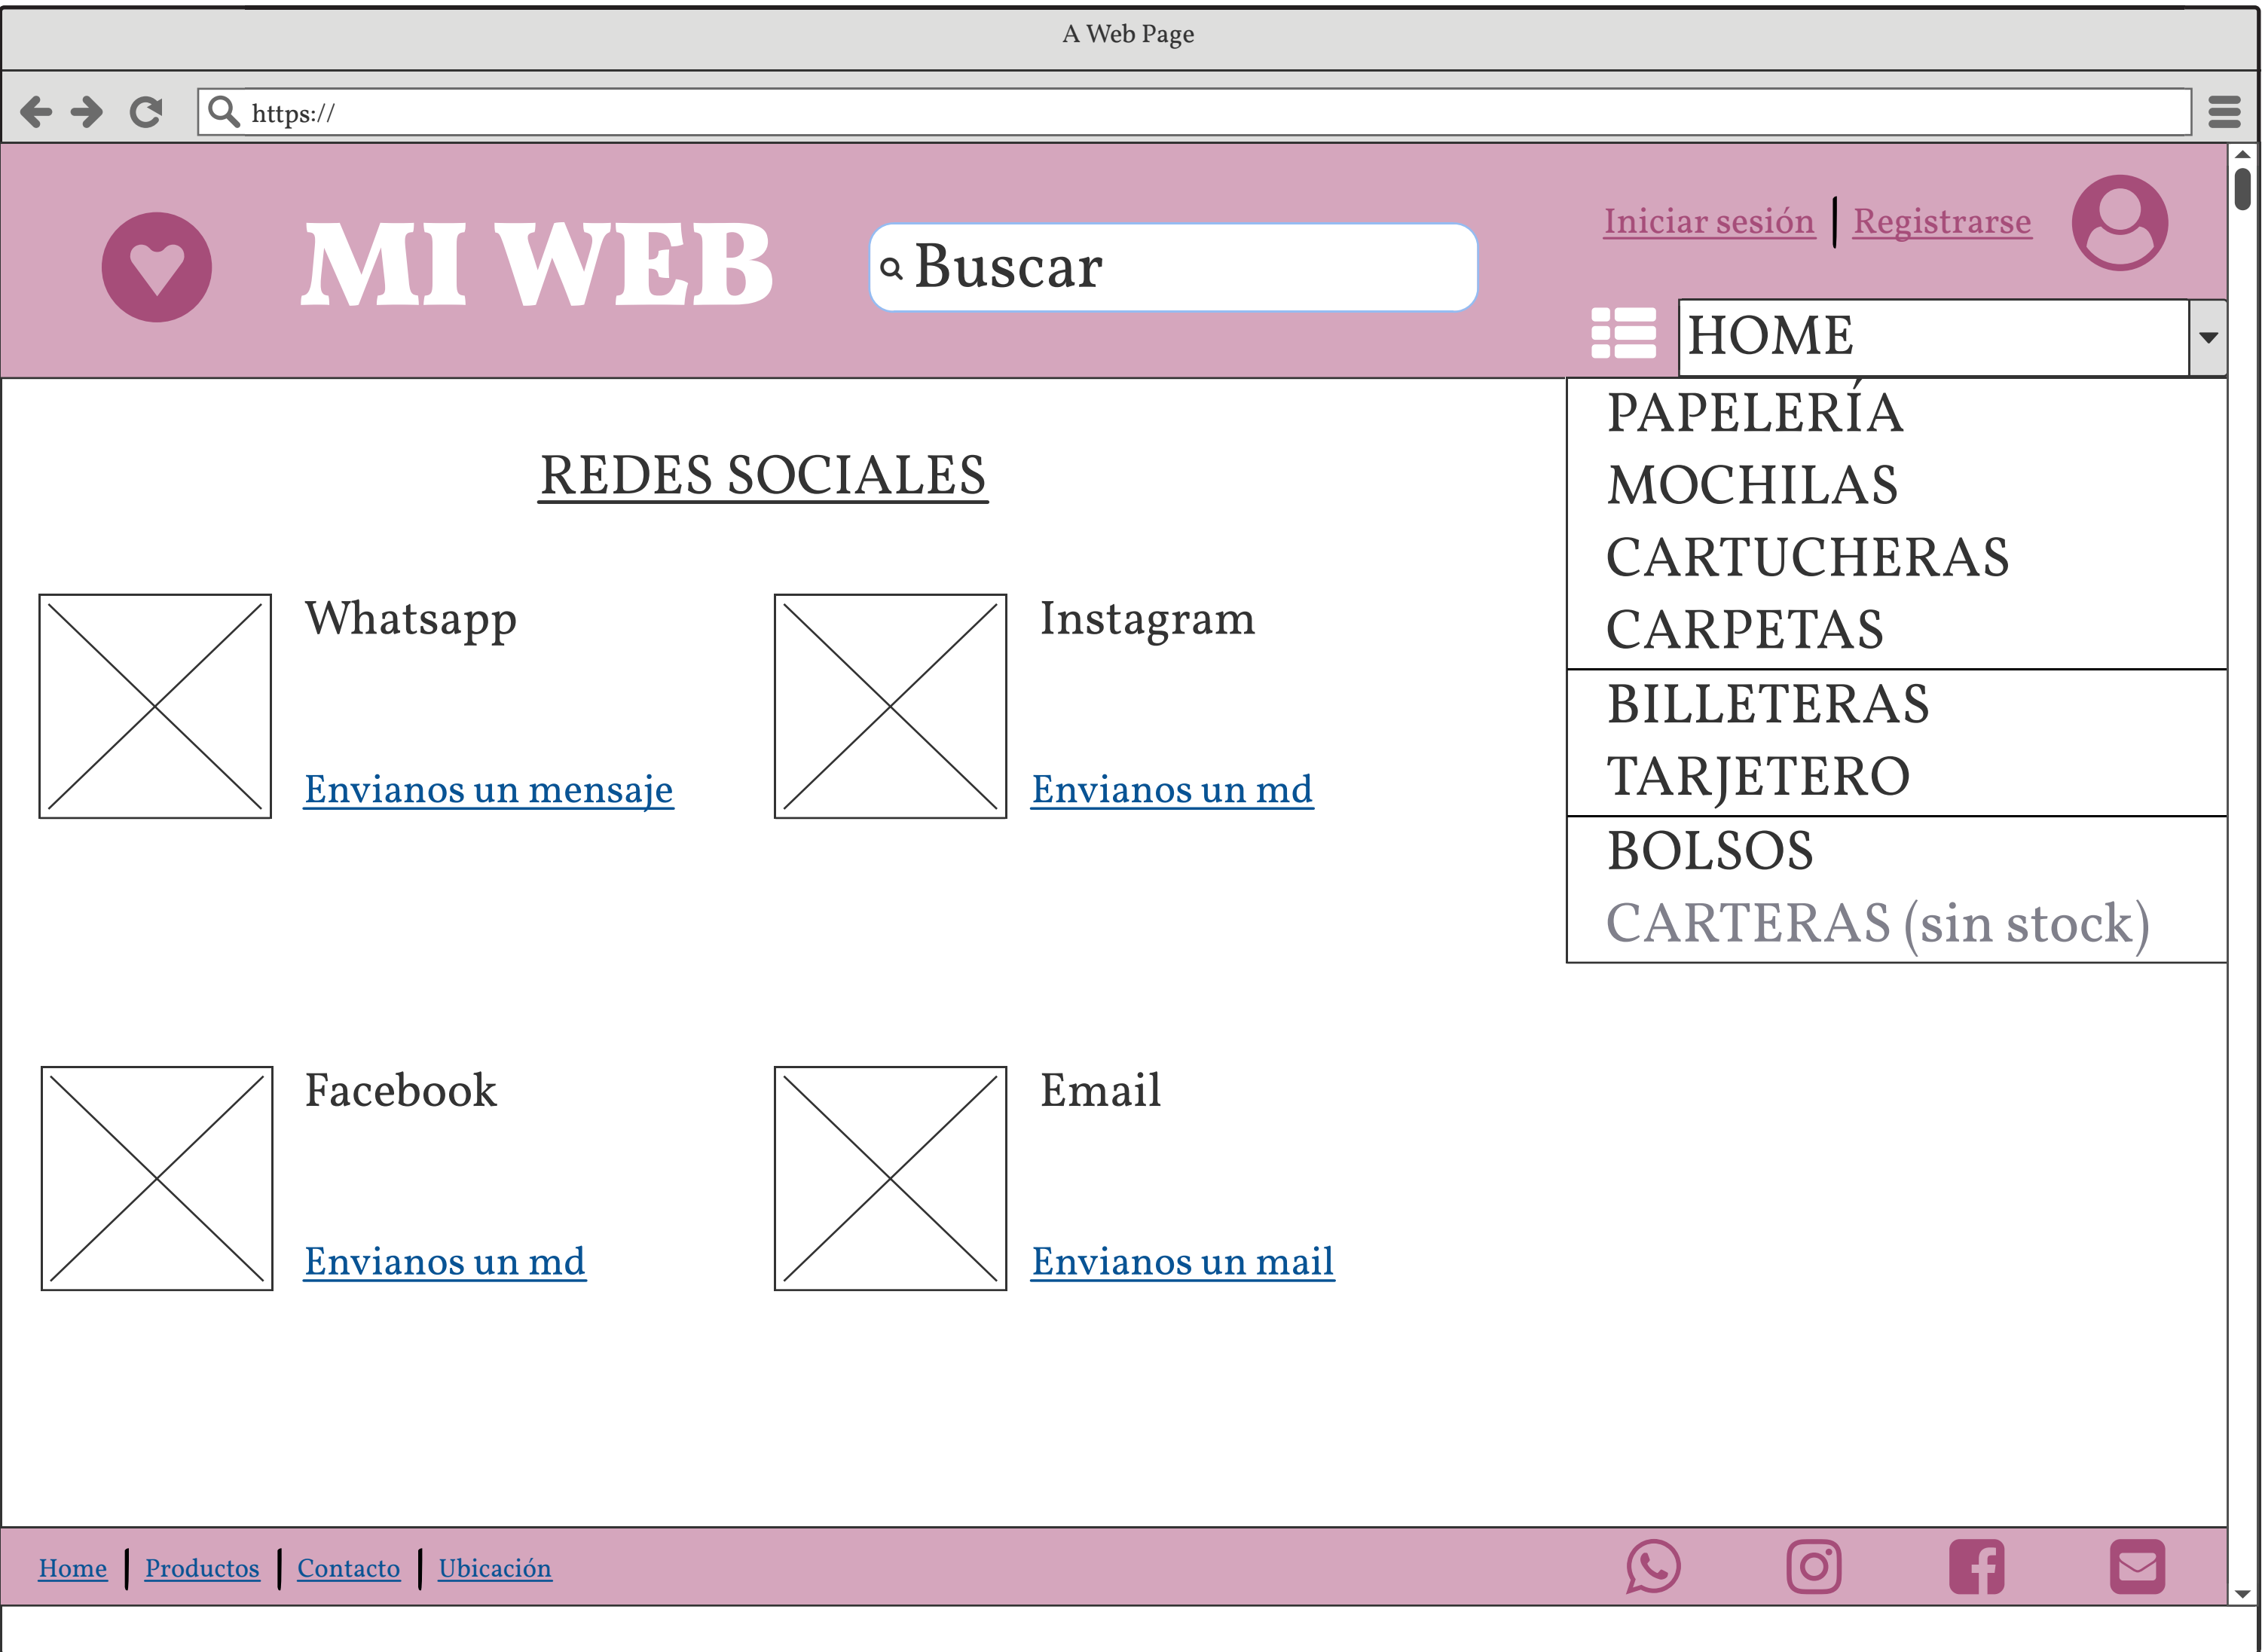 A Web Page
https://
Iniciar sesión
Registrarse
MI WEB
Buscar
HOME
PAPELERÍA
MOCHILAS
CARTUCHERAS
CARPETAS
BILLETERAS
TARJETERO
BOLSOS
CARTERAS (sin stock)
REDES SOCIALES
Whatsapp
Envianos un mensaje
Instagram
Envianos un md
Facebook
Envianos un md
Email
Envianos un mail
Home
Productos
Contacto
Ubicación